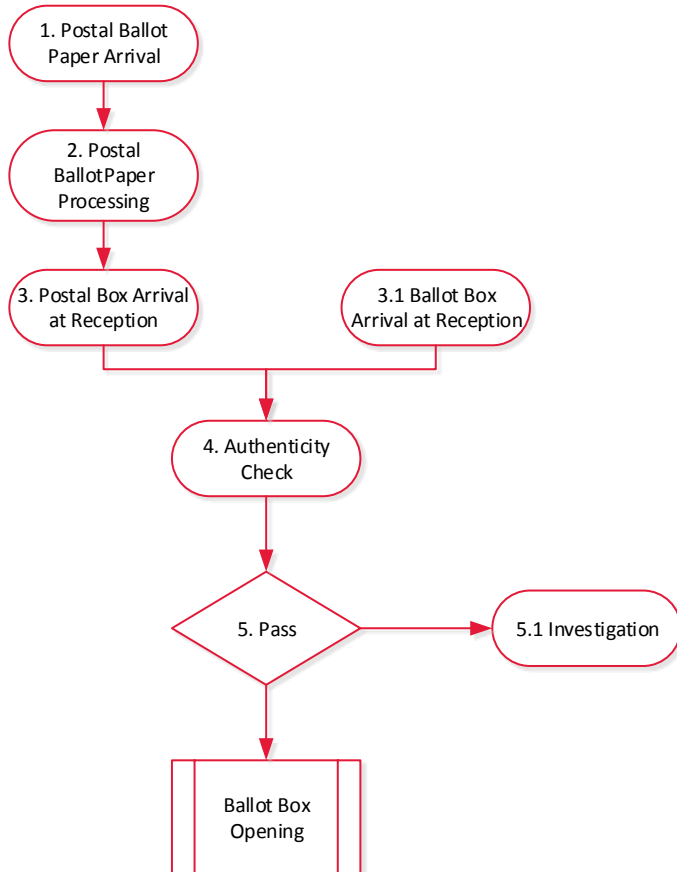 1. Postal Ballot
Paper Arrival
2. Postal
BallotPaper
Processing
3. Postal Box Arrival
at Reception
3.1 Ballot Box
Arrival at Reception
4. Authenticity
Check
5. Pass
5.1 Investigation
Ballot Box
Opening